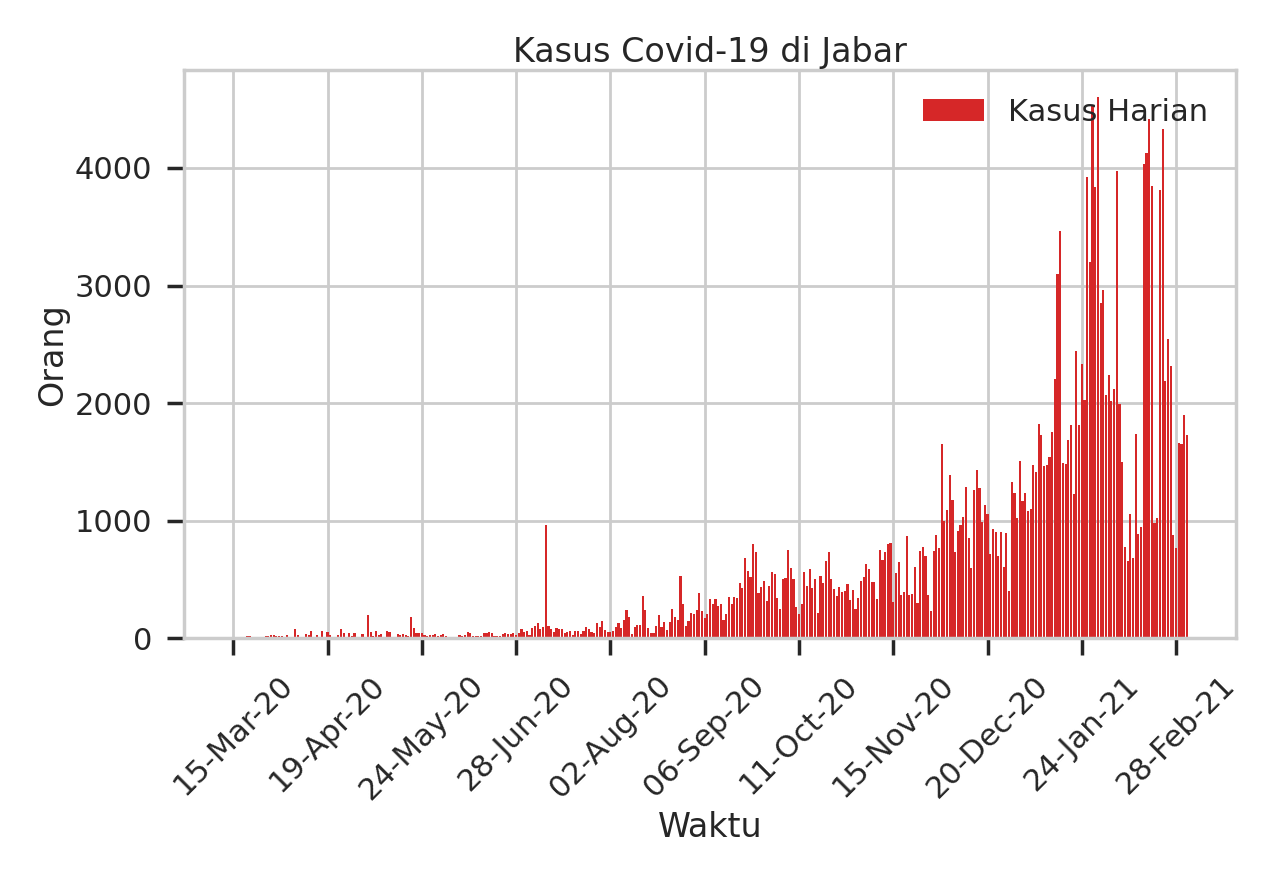 Kasus Covid-19 di Jabar
Kasus Harian
4000
3000
2000
1000
0
Orang
15-Mar-20
19-Apr-20
24-May-20
28-Jun-20
02-Aug-20
06-Sep-20
11-Oct-20
15-Nov-20
20-Dec-20
24-Jan-21
28-Feb-21
Waktu